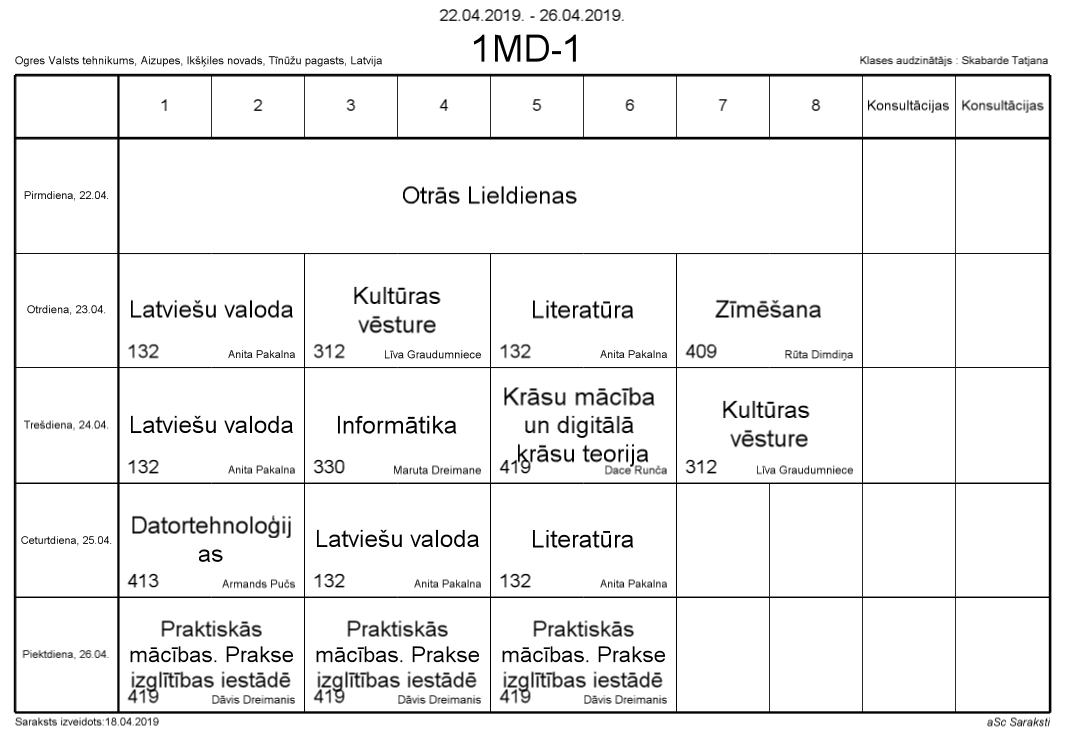 22.04.2019. - 26.04.2019.
1MD-1
Ogres Valsts tehnikums, Aizupes, Ikšķiles novads, Tīnūžu pagasts, Latvija
Klases audzinātājs : Skabarde Tatjana
1 2 3 4 5 6 7 8 Konsultācijas Konsultācijas
Pirmdiena, 22.04.
Otrās Lieldienas
Otrdiena, 23.04.
Latviešu valoda
132 Anita Pakalna
Kultūras
vēsture
312 Līva Graudumniece
Literatūra
132 Anita Pakalna
Zīmēšana
409 Rūta Dimdiņa
Trešdiena, 24.04.
Latviešu valoda
132 Anita Pakalna
Informātika
330 Maruta Dreimane
Krāsu mācība
un digitālā
krāsu teorija
419 Dace Runča
Kultūras
vēsture
312 Līva Graudumniece
Ceturtdiena, 25.04.
Datortehnoloģij
as
413 Armands Pučs
Latviešu valoda
132 Anita Pakalna
Literatūra
132 Anita Pakalna
Piektdiena, 26.04.
Praktiskās
mācības. Prakse
izglītības iestādē
419 Dāvis Dreimanis
Praktiskās
mācības. Prakse
izglītības iestādē
419 Dāvis Dreimanis
Praktiskās
mācības. Prakse
izglītības iestādē
419 Dāvis Dreimanis
Saraksts izveidots:18.04.2019
aSc Saraksti